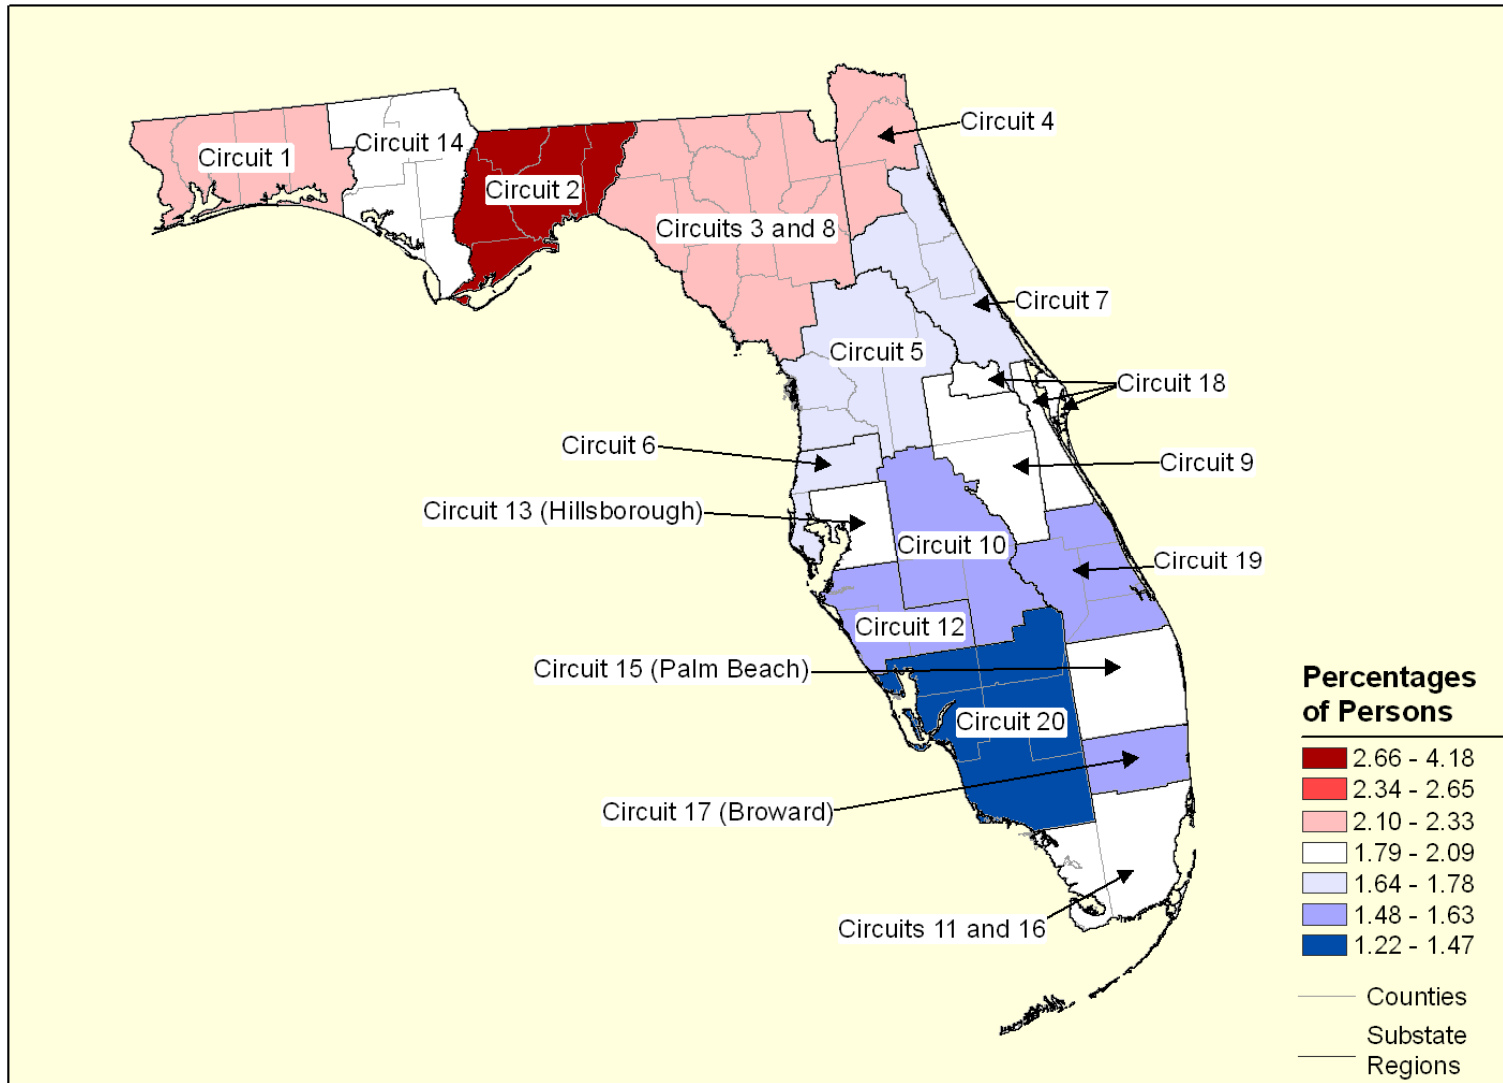 Circuit 4
Circuit 14
Circuit 1
Circuit 2
Circuits 3 and 8
Circuit 7
Circuit 5
Circuit 18
Circuit 6
Circuit 9
Circuit 13 (Hillsborough)
Circuit 10
Circuit 19
Circuit 12
Circuit 15 (Palm Beach)
Circuit 20
Circuit 17 (Broward)
Circuits 11 and 16
Percentages
of Persons
2.66 - 4.18
2.34 - 2.65
2.10 - 2.33
1.79 - 2.09
1.64 - 1.78
1.48 - 1.63
1.22 - 1.47
Counties
Substate
Regions